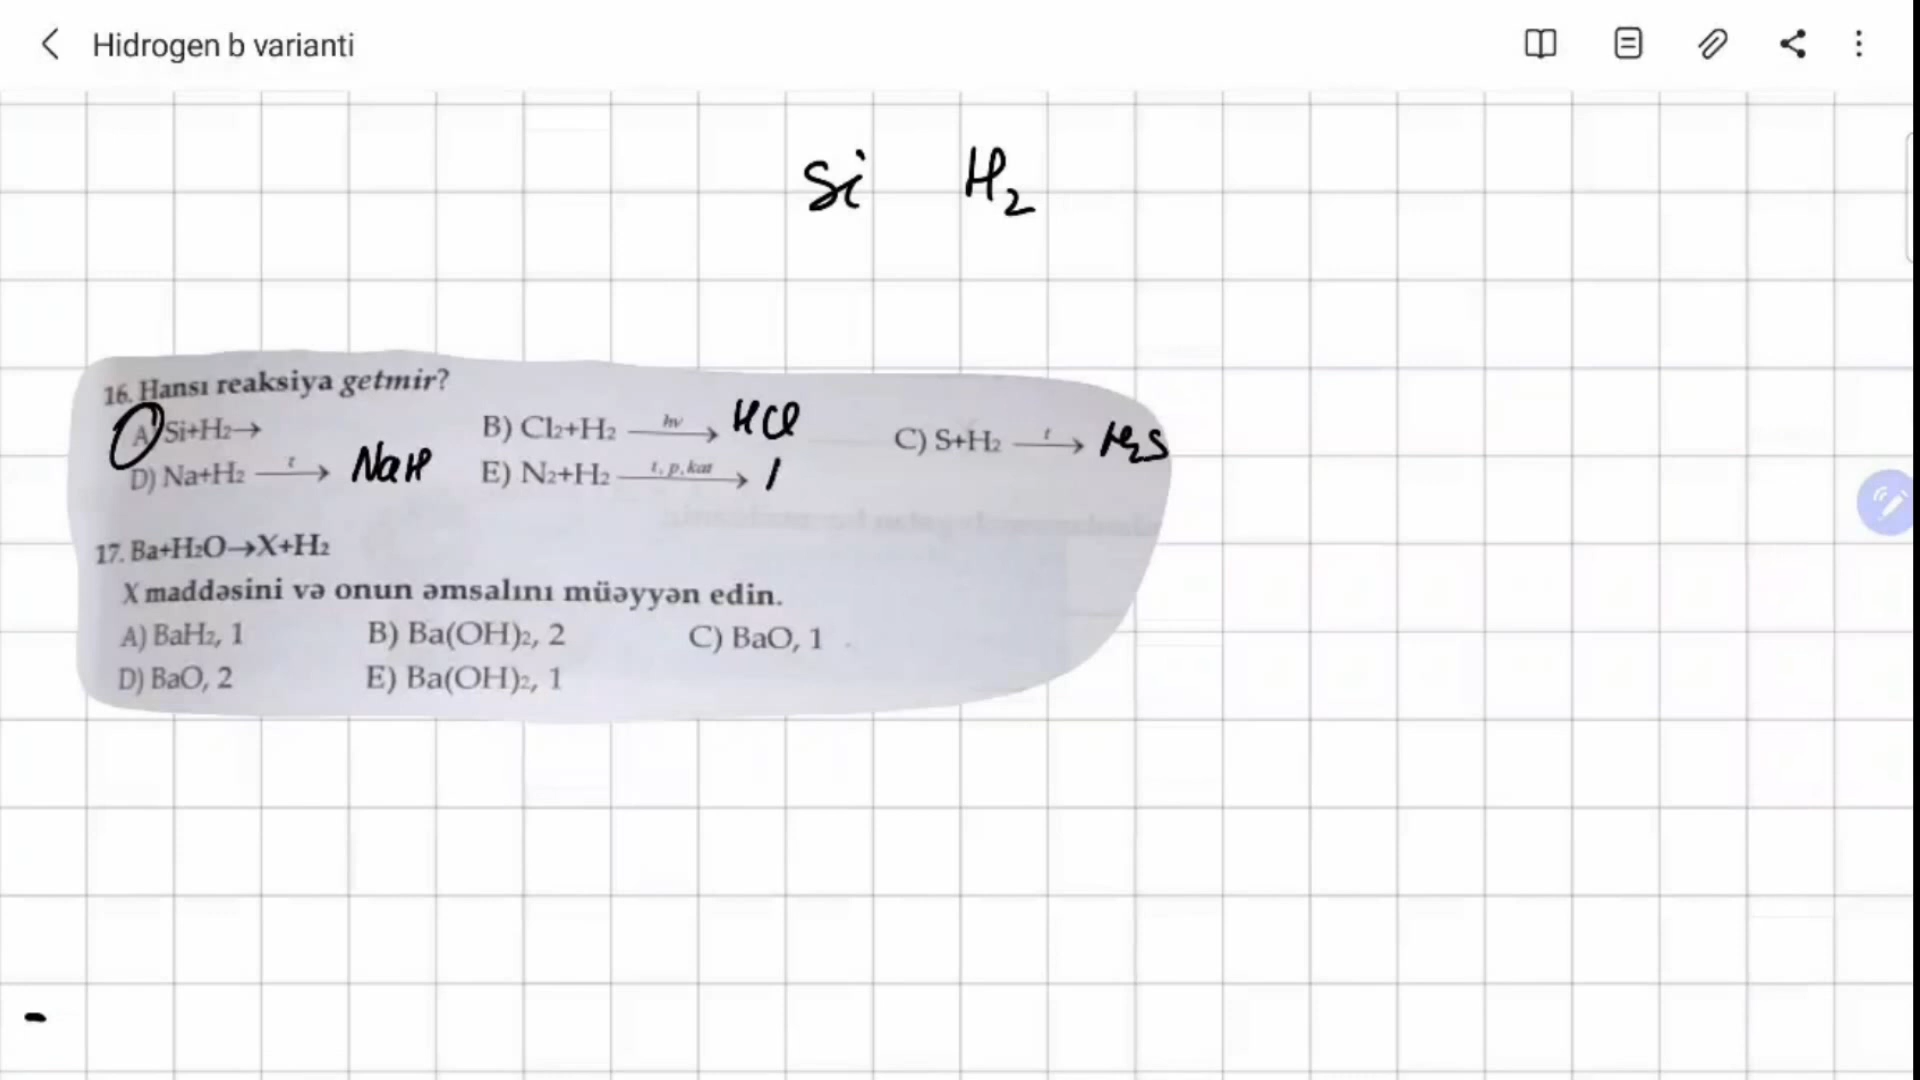 Hidrogen b varianti
Si H₂
16. Hansı reaksiya getmir?
A) Si+H₂→ B) Cl₂+H₂ —hν→ HCl C) S+H₂ —t→ H₂S
D) Na+H₂ —t→ NaH E) N₂+H₂ —t, p, kat→
17. Ba+H₂O→X+H₂
X maddəsini və onun əmsalını müəyyən edin.
A) BaH₂, 1 B) Ba(OH)₂, 2 C) BaO, 1
D) BaO, 2 E) Ba(OH)₂, 1